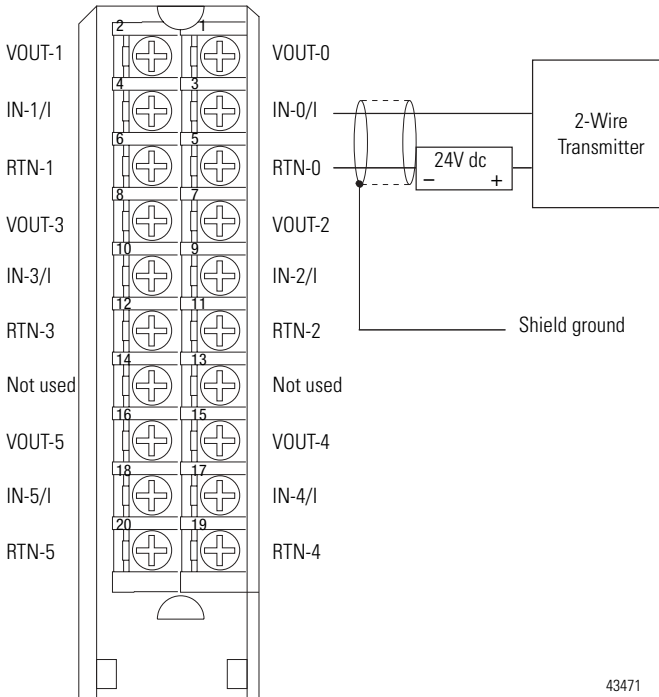 2 1
VOUT-1 VOUT-0
4 3
IN-1/I IN-0/I
2-Wire
Transmitter
6 5
RTN-1 RTN-0 24V dc
– +
8 7
VOUT-3 VOUT-2
10 9
IN-3/I IN-2/I
12 11
RTN-3 RTN-2 Shield ground
14 13
Not used Not used
16 15
VOUT-5 VOUT-4
18 17
IN-5/I IN-4/I
20 19
RTN-5 RTN-4
43471